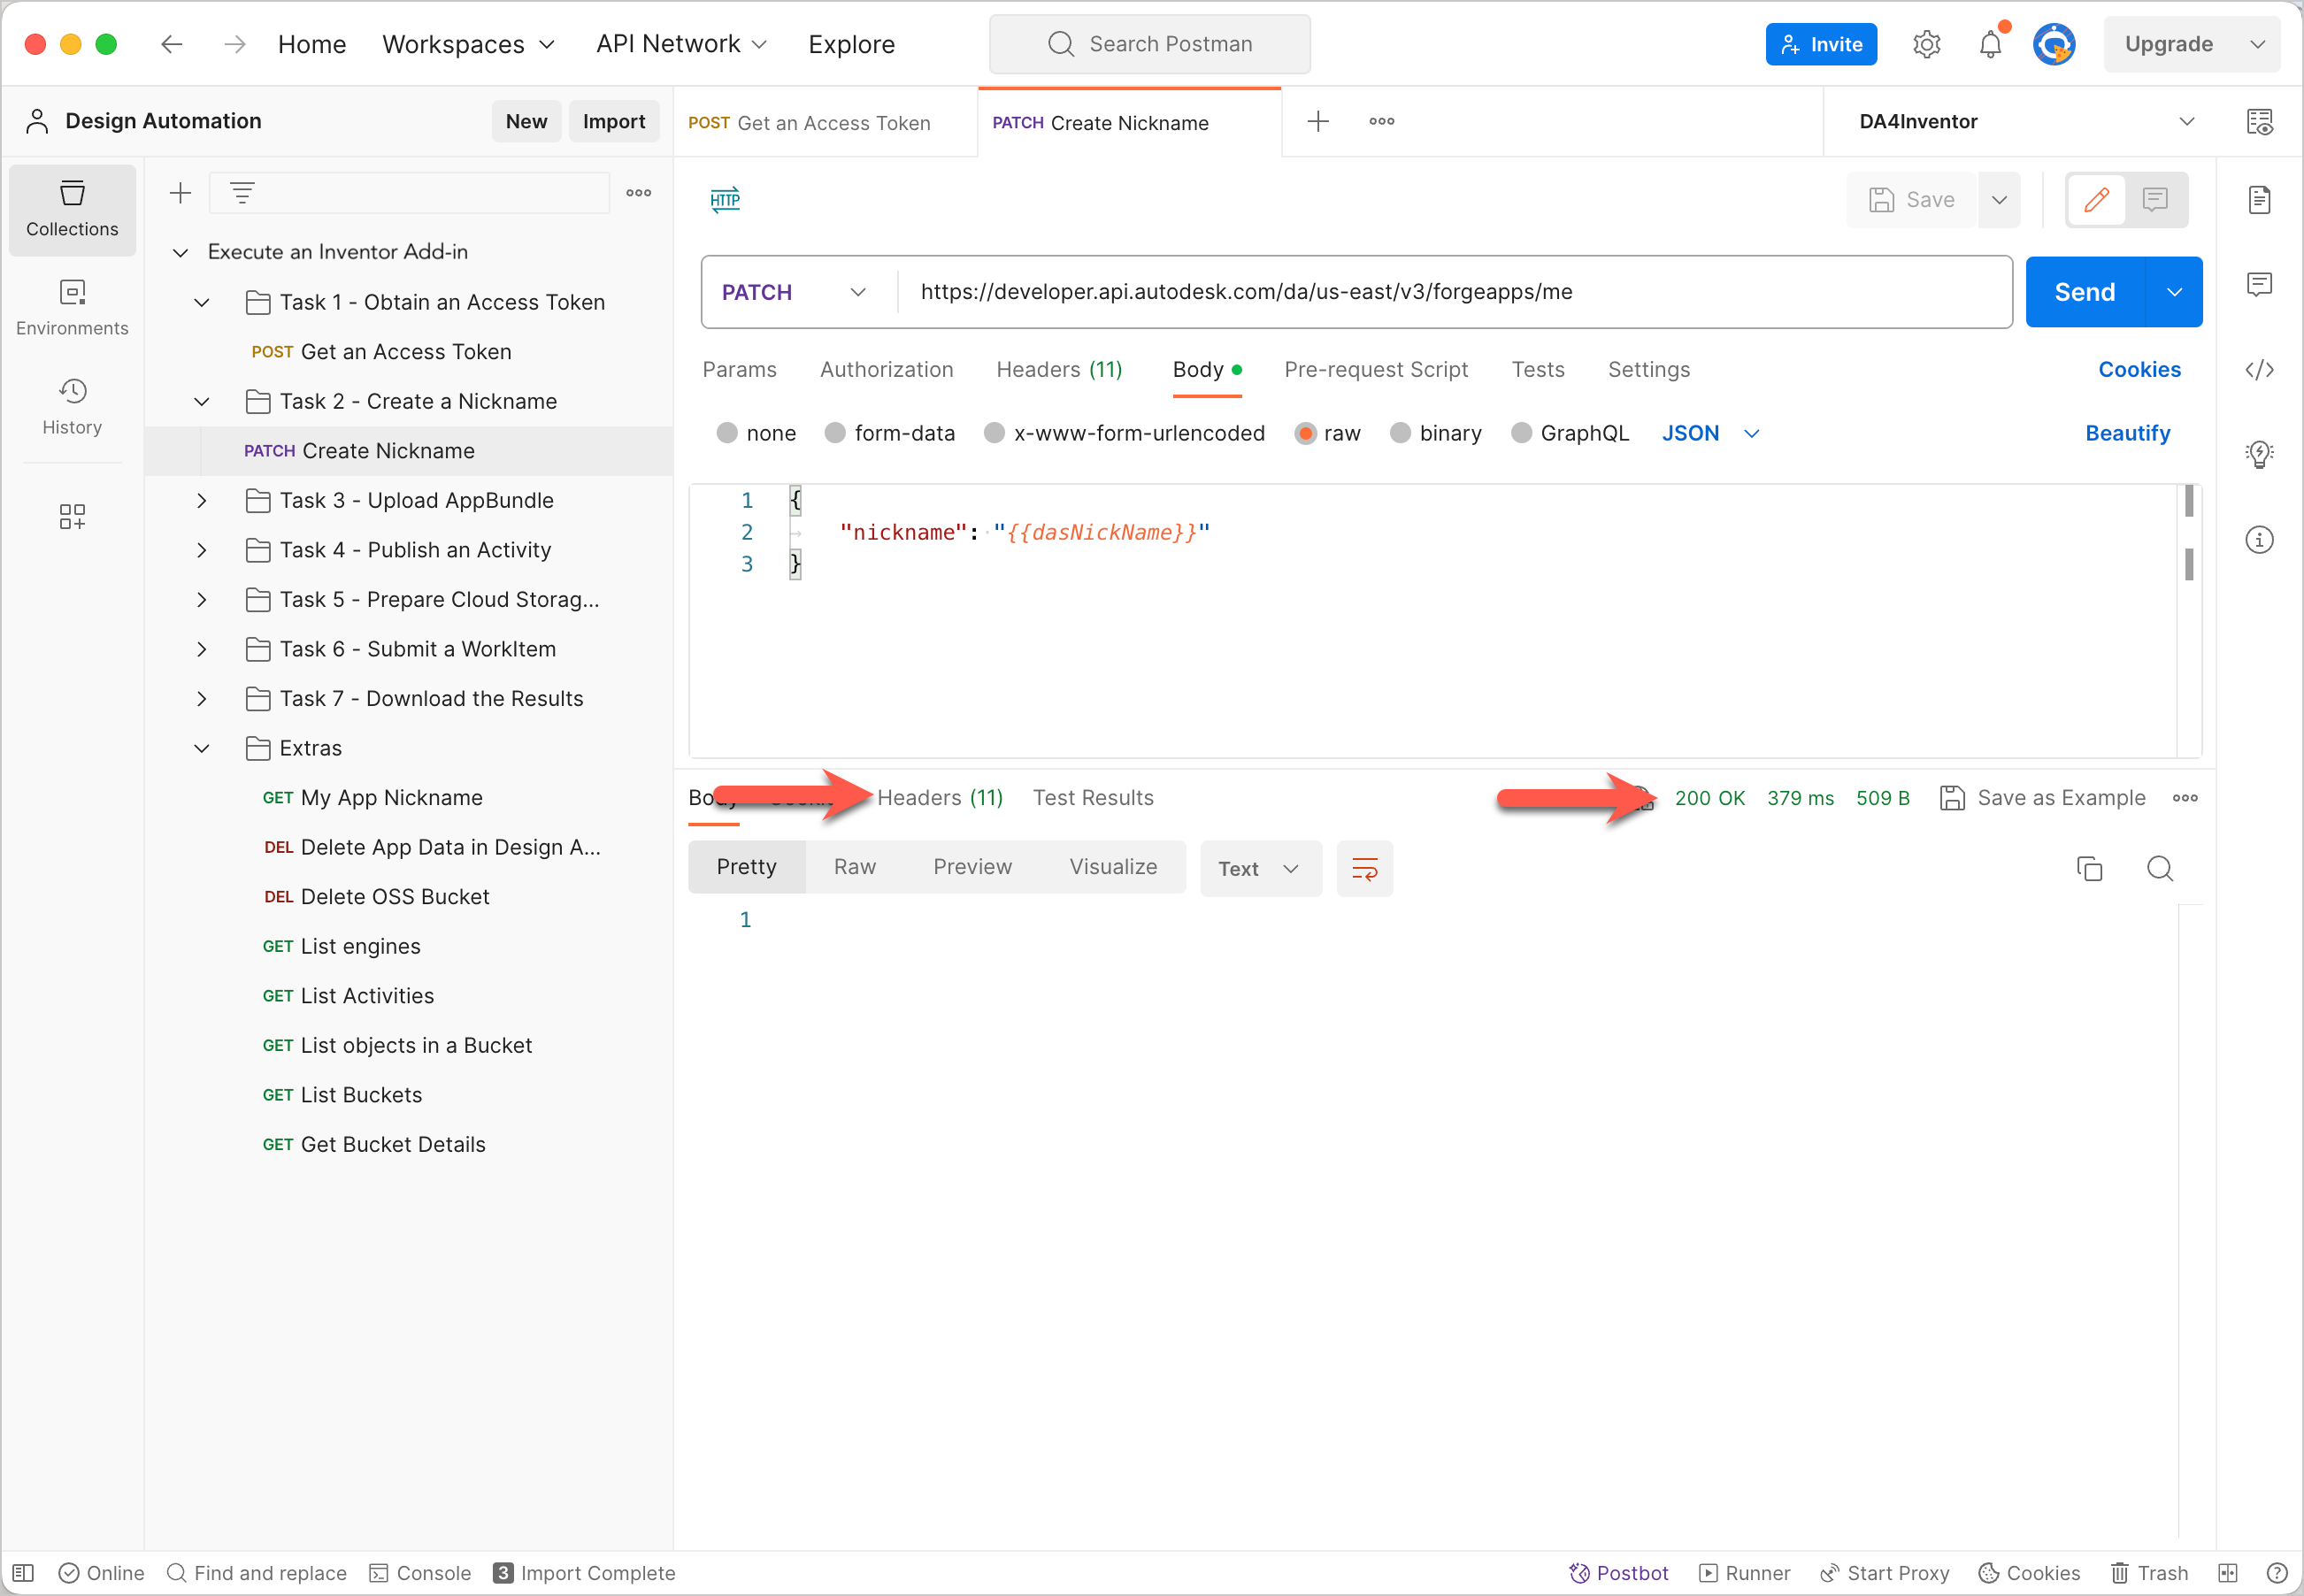 Home Workspaces API Network Explore Search Postman Invite Upgrade
Design Automation New Import POST Get an Access Token PATCH Create Nickname DA4Inventor
Collections
Environments
History
Execute an Inventor Add-in
Task 1 - Obtain an Access Token
POST Get an Access Token
Task 2 - Create a Nickname
PATCH Create Nickname
Task 3 - Upload AppBundle
Task 4 - Publish an Activity
Task 5 - Prepare Cloud Storag...
Task 6 - Submit a WorkItem
Task 7 - Download the Results
Extras
GET My App Nickname
DEL Delete App Data in Design A...
DEL Delete OSS Bucket
GET List engines
GET List Activities
GET List objects in a Bucket
GET List Buckets
GET Get Bucket Details
HTTP Save
PATCH https://developer.api.autodesk.com/da/us-east/v3/forgeapps/me Send
Params Authorization Headers (11) Body Pre-request Script Tests Settings Cookies
none form-data x-www-form-urlencoded raw binary GraphQL JSON Beautify
1 {
2 "nickname": "{{dasNickName}}"
3 }
Body Headers (11) Test Results 200 OK 379 ms 509 B Save as Example
Pretty Raw Preview Visualize Text
1
Online Find and replace Console 3 Import Complete Postbot Runner Start Proxy Cookies Trash